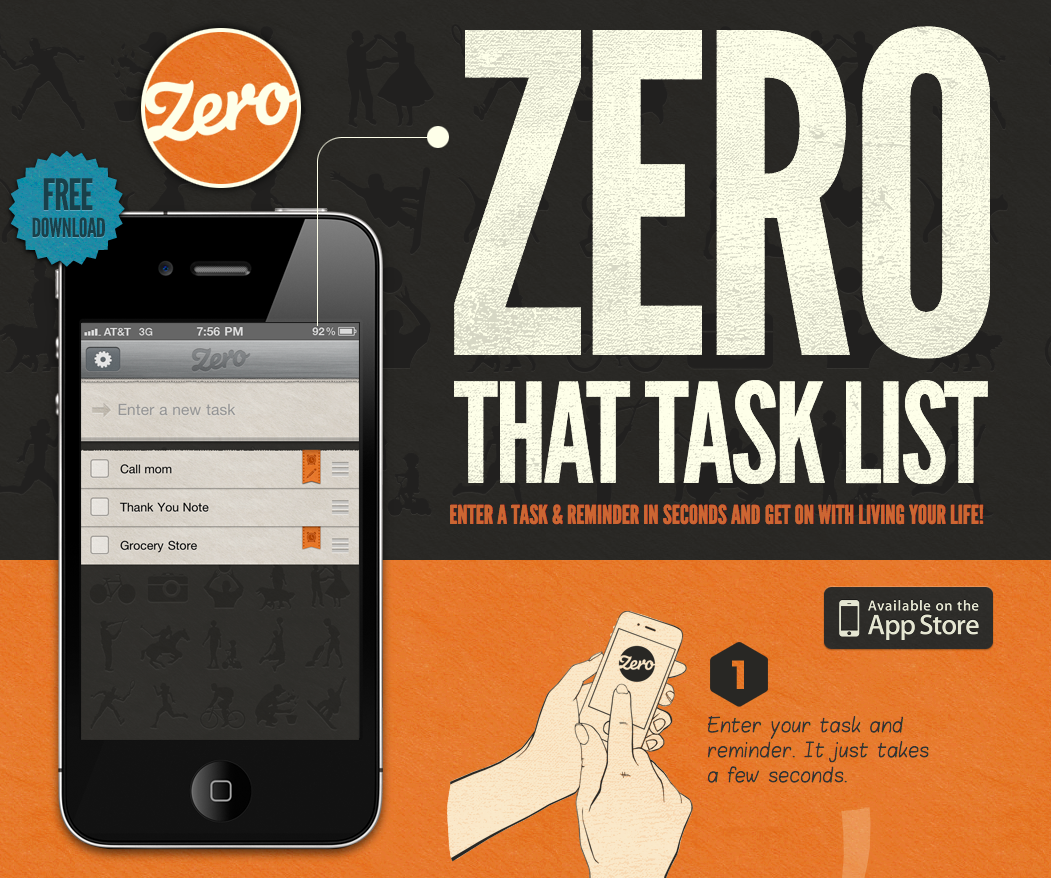 Zero
ZERO
THAT TASK LIST
ENTER A TASK & REMINDER IN SECONDS AND GET ON WITH LIVING YOUR LIFE!
FREE
DOWNLOAD
AT&T 3G 7:56 PM 92%
Zero
Enter a new task
Call mom
Thank You Note
Grocery Store
Available on the
App Store
Zero
1
Enter your task and
reminder. It just takes
a few seconds.